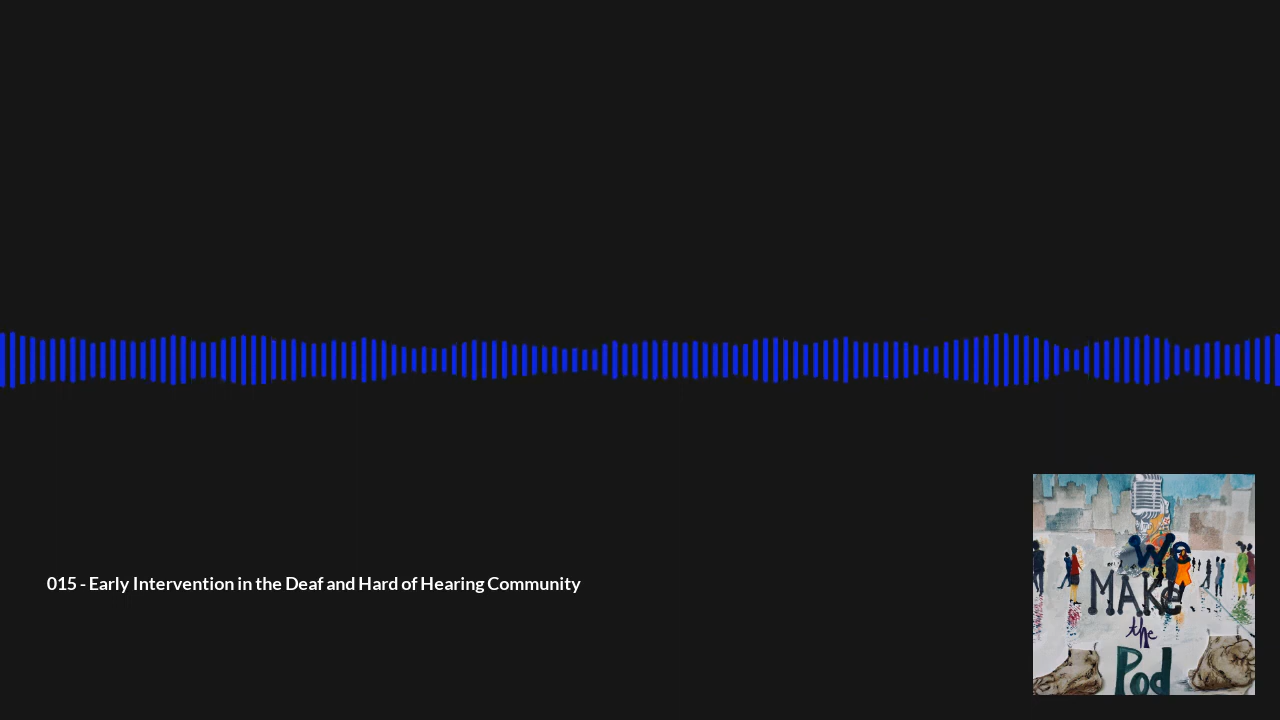 015 - Early Intervention in the Deaf and Hard of Hearing Community
We
MAKe
the
Pod